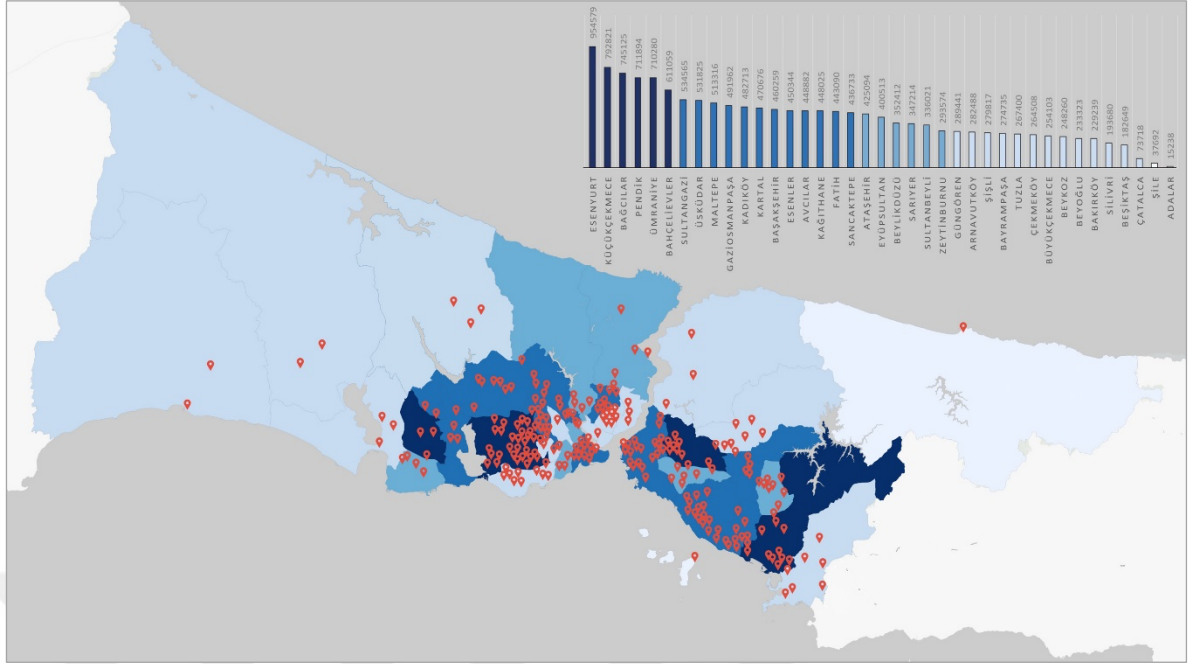 954579
792821
745125
711894
710280
611059
534565
531825
513316
491962
482713
470676
460259
450344
448882
448025
443090
436733
425094
400513
352412
347214
336021
293574
289441
282488
279817
274735
267400
264508
254103
248260
233323
229239
193680
182649
73718
37692
15238
ESENYURT
KÜÇÜKÇEKMECE
BAĞCILAR
PENDİK
ÜMRANİYE
BAHÇELİEVLER
SULTANGAZİ
ÜSKÜDAR
MALTEPE
GAZİOSMANPAŞA
KADIKÖY
KARTAL
BAŞAKŞEHİR
ESENLER
AVCILAR
KAĞITHANE
FATİH
SANCAKTEPE
ATAŞEHİR
EYÜPSULTAN
BEYLİKDÜZÜ
SARIYER
SULTANBEYLİ
ZEYTİNBURNU
GÜNGÖREN
ARNAVUTKÖY
ŞİŞLİ
BAYRAMPAŞA
TUZLA
ÇEKMEKÖY
BÜYÜKÇEKMECE
BEYKOZ
BEYOĞLU
BAKIRKÖY
SİLİVRİ
BEŞİKTAŞ
ÇATALCA
ŞİLE
ADALAR